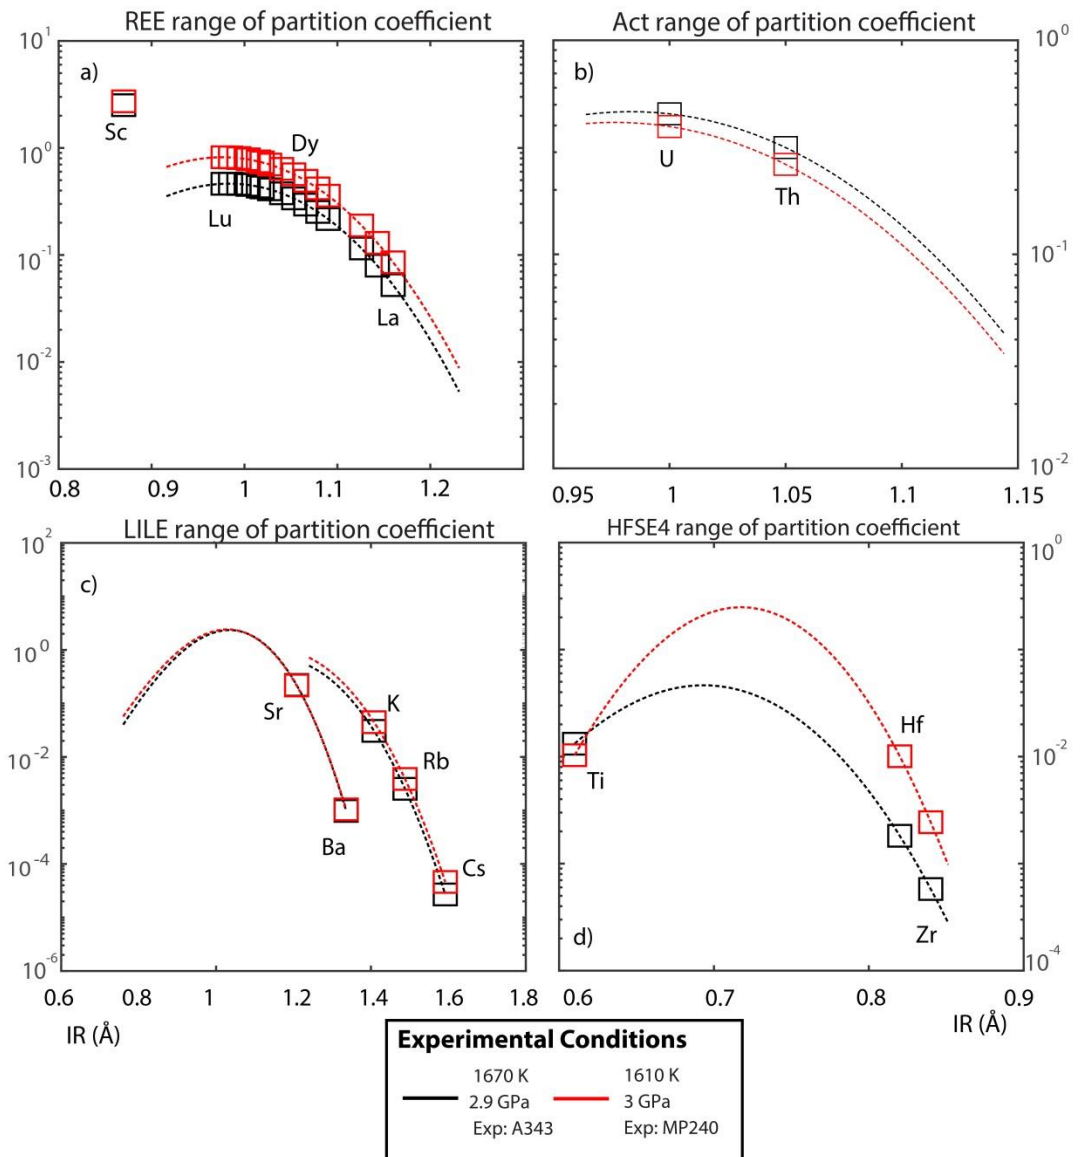 REE range of partition coefficient
Act range of partition coefficient
10^1
10^0
10^-1
10^-2
10^-3
a)
Sc
Lu
Dy
La
0.8 0.9 1 1.1 1.2
b)
U
Th
10^0
10^-1
10^-2
0.95 1 1.05 1.1 1.15
LILE range of partition coefficient
HFSE4 range of partition coefficient
10^2
10^0
10^-2
10^-4
10^-6
c)
Sr
Ba
K
Rb
Cs
0.6 0.8 1 1.2 1.4 1.6 1.8
IR (Å)
Ti
Hf
Zr
d)
10^0
10^-2
10^-4
0.6 0.7 0.8 0.9
IR (Å)
Experimental Conditions
1670 K 1610 K
2.9 GPa 3 GPa
Exp: A343 Exp: MP240